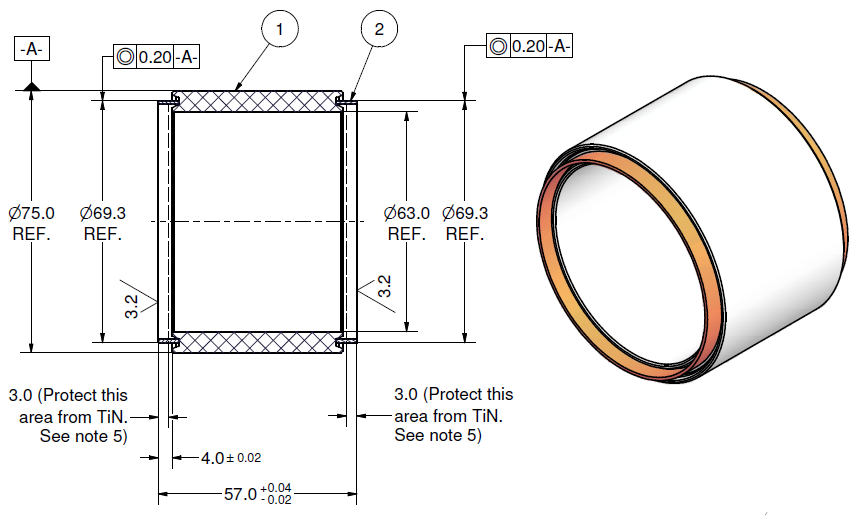 1
2
-A-
◎ 0.20 -A-
◎ 0.20 -A-
Ø75.0
REF.
Ø69.3
REF.
Ø63.0
REF.
Ø69.3
REF.
3.2
3.2
3.0 (Protect this
area from TiN.
See note 5)
3.0 (Protect this
area from TiN.
See note 5)
4.0 ± 0.02
57.0 +0.04
- 0.02